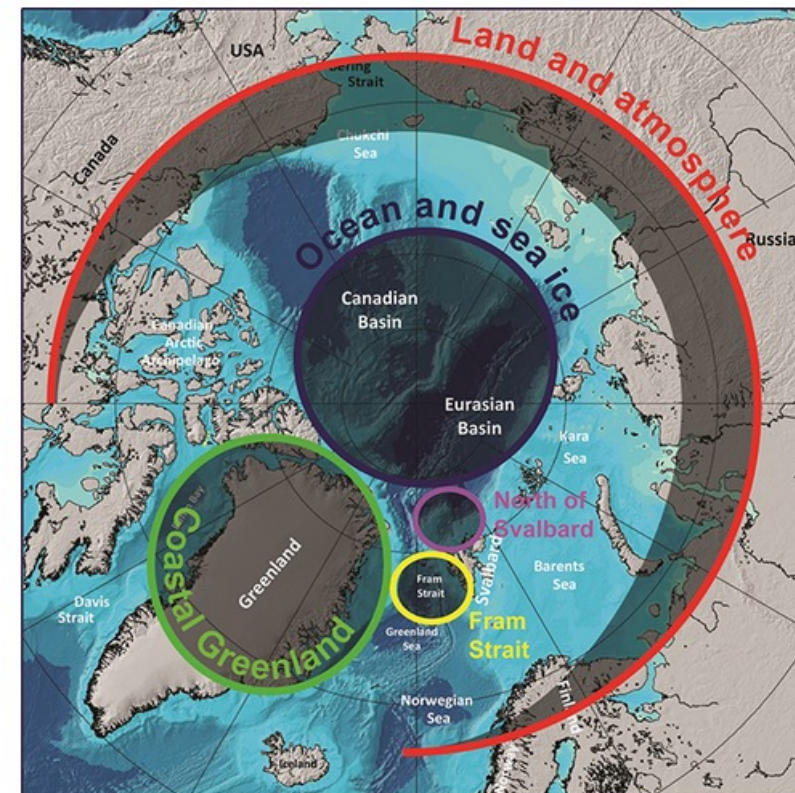 Land and atmosphere
USA
Bering
Strait
Chukchi
Sea
Canada
Ocean and sea ice
Russia
Canadian
Basin
Canadian
Arctic
Archipelago
Eurasian
Basin
Kara
Sea
Bay
North of
Svalbard
Coastal Greenland
Greenland
Svalbard
Barents
Sea
Fram
Strait
Davis
Strait
Fram
Strait
Greenland
Sea
Norwegian
Sea
Finland
Iceland